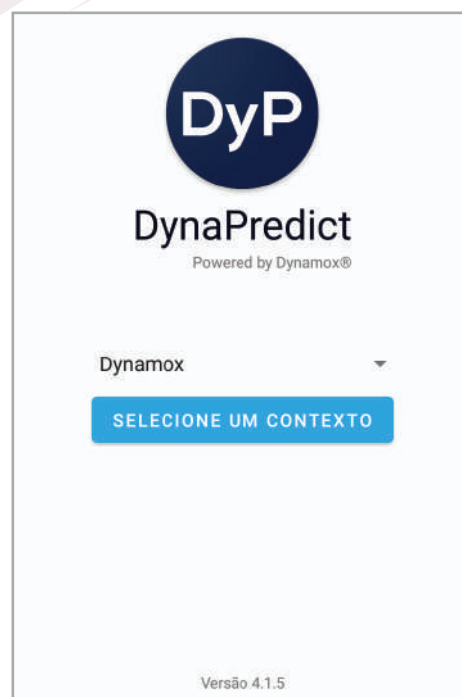 DyP
DynaPredict
Powered by Dynamox®
Dynamox
SELECIONE UM CONTEXTO
Versão 4.1.5